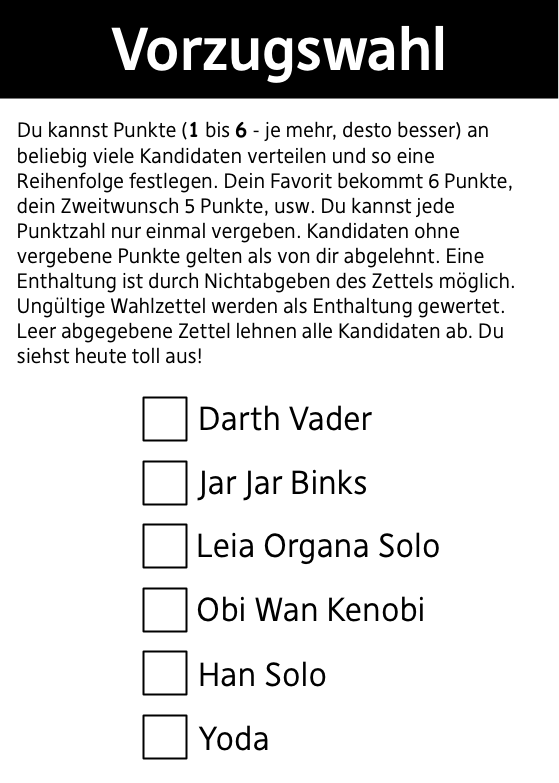 Vorzugswahl
Du kannst Punkte (1 bis 6 - je mehr, desto besser) an
beliebig viele Kandidaten verteilen und so eine
Reihenfolge festlegen. Dein Favorit bekommt 6 Punkte,
dein Zweitwunsch 5 Punkte, usw. Du kannst jede
Punktzahl nur einmal vergeben. Kandidaten ohne
vergebene Punkte gelten als von dir abgelehnt. Eine
Enthaltung ist durch Nichtabgeben des Zettels möglich.
Ungültige Wahlzettel werden als Enthaltung gewertet.
Leer abgegebene Zettel lehnen alle Kandidaten ab. Du
siehst heute toll aus!
Darth Vader
Jar Jar Binks
Leia Organa Solo
Obi Wan Kenobi
Han Solo
Yoda